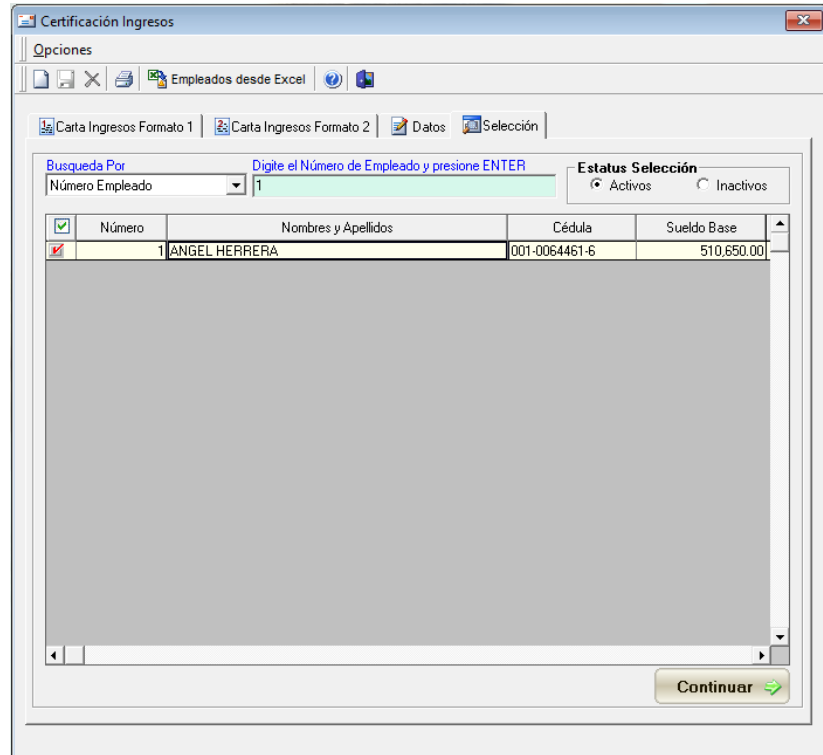 Certificación Ingresos
Opciones
Empleados desde Excel
Carta Ingresos Formato 1 Carta Ingresos Formato 2 Datos Selección
Busqueda Por Digite el Número de Empleado y presione ENTER Estatus Selección
Número Empleado 1 Activos Inactivos
Número Nombres y Apellidos Cédula Sueldo Base
1 ANGEL HERRERA 001-0064461-6 510,650.00
Continuar